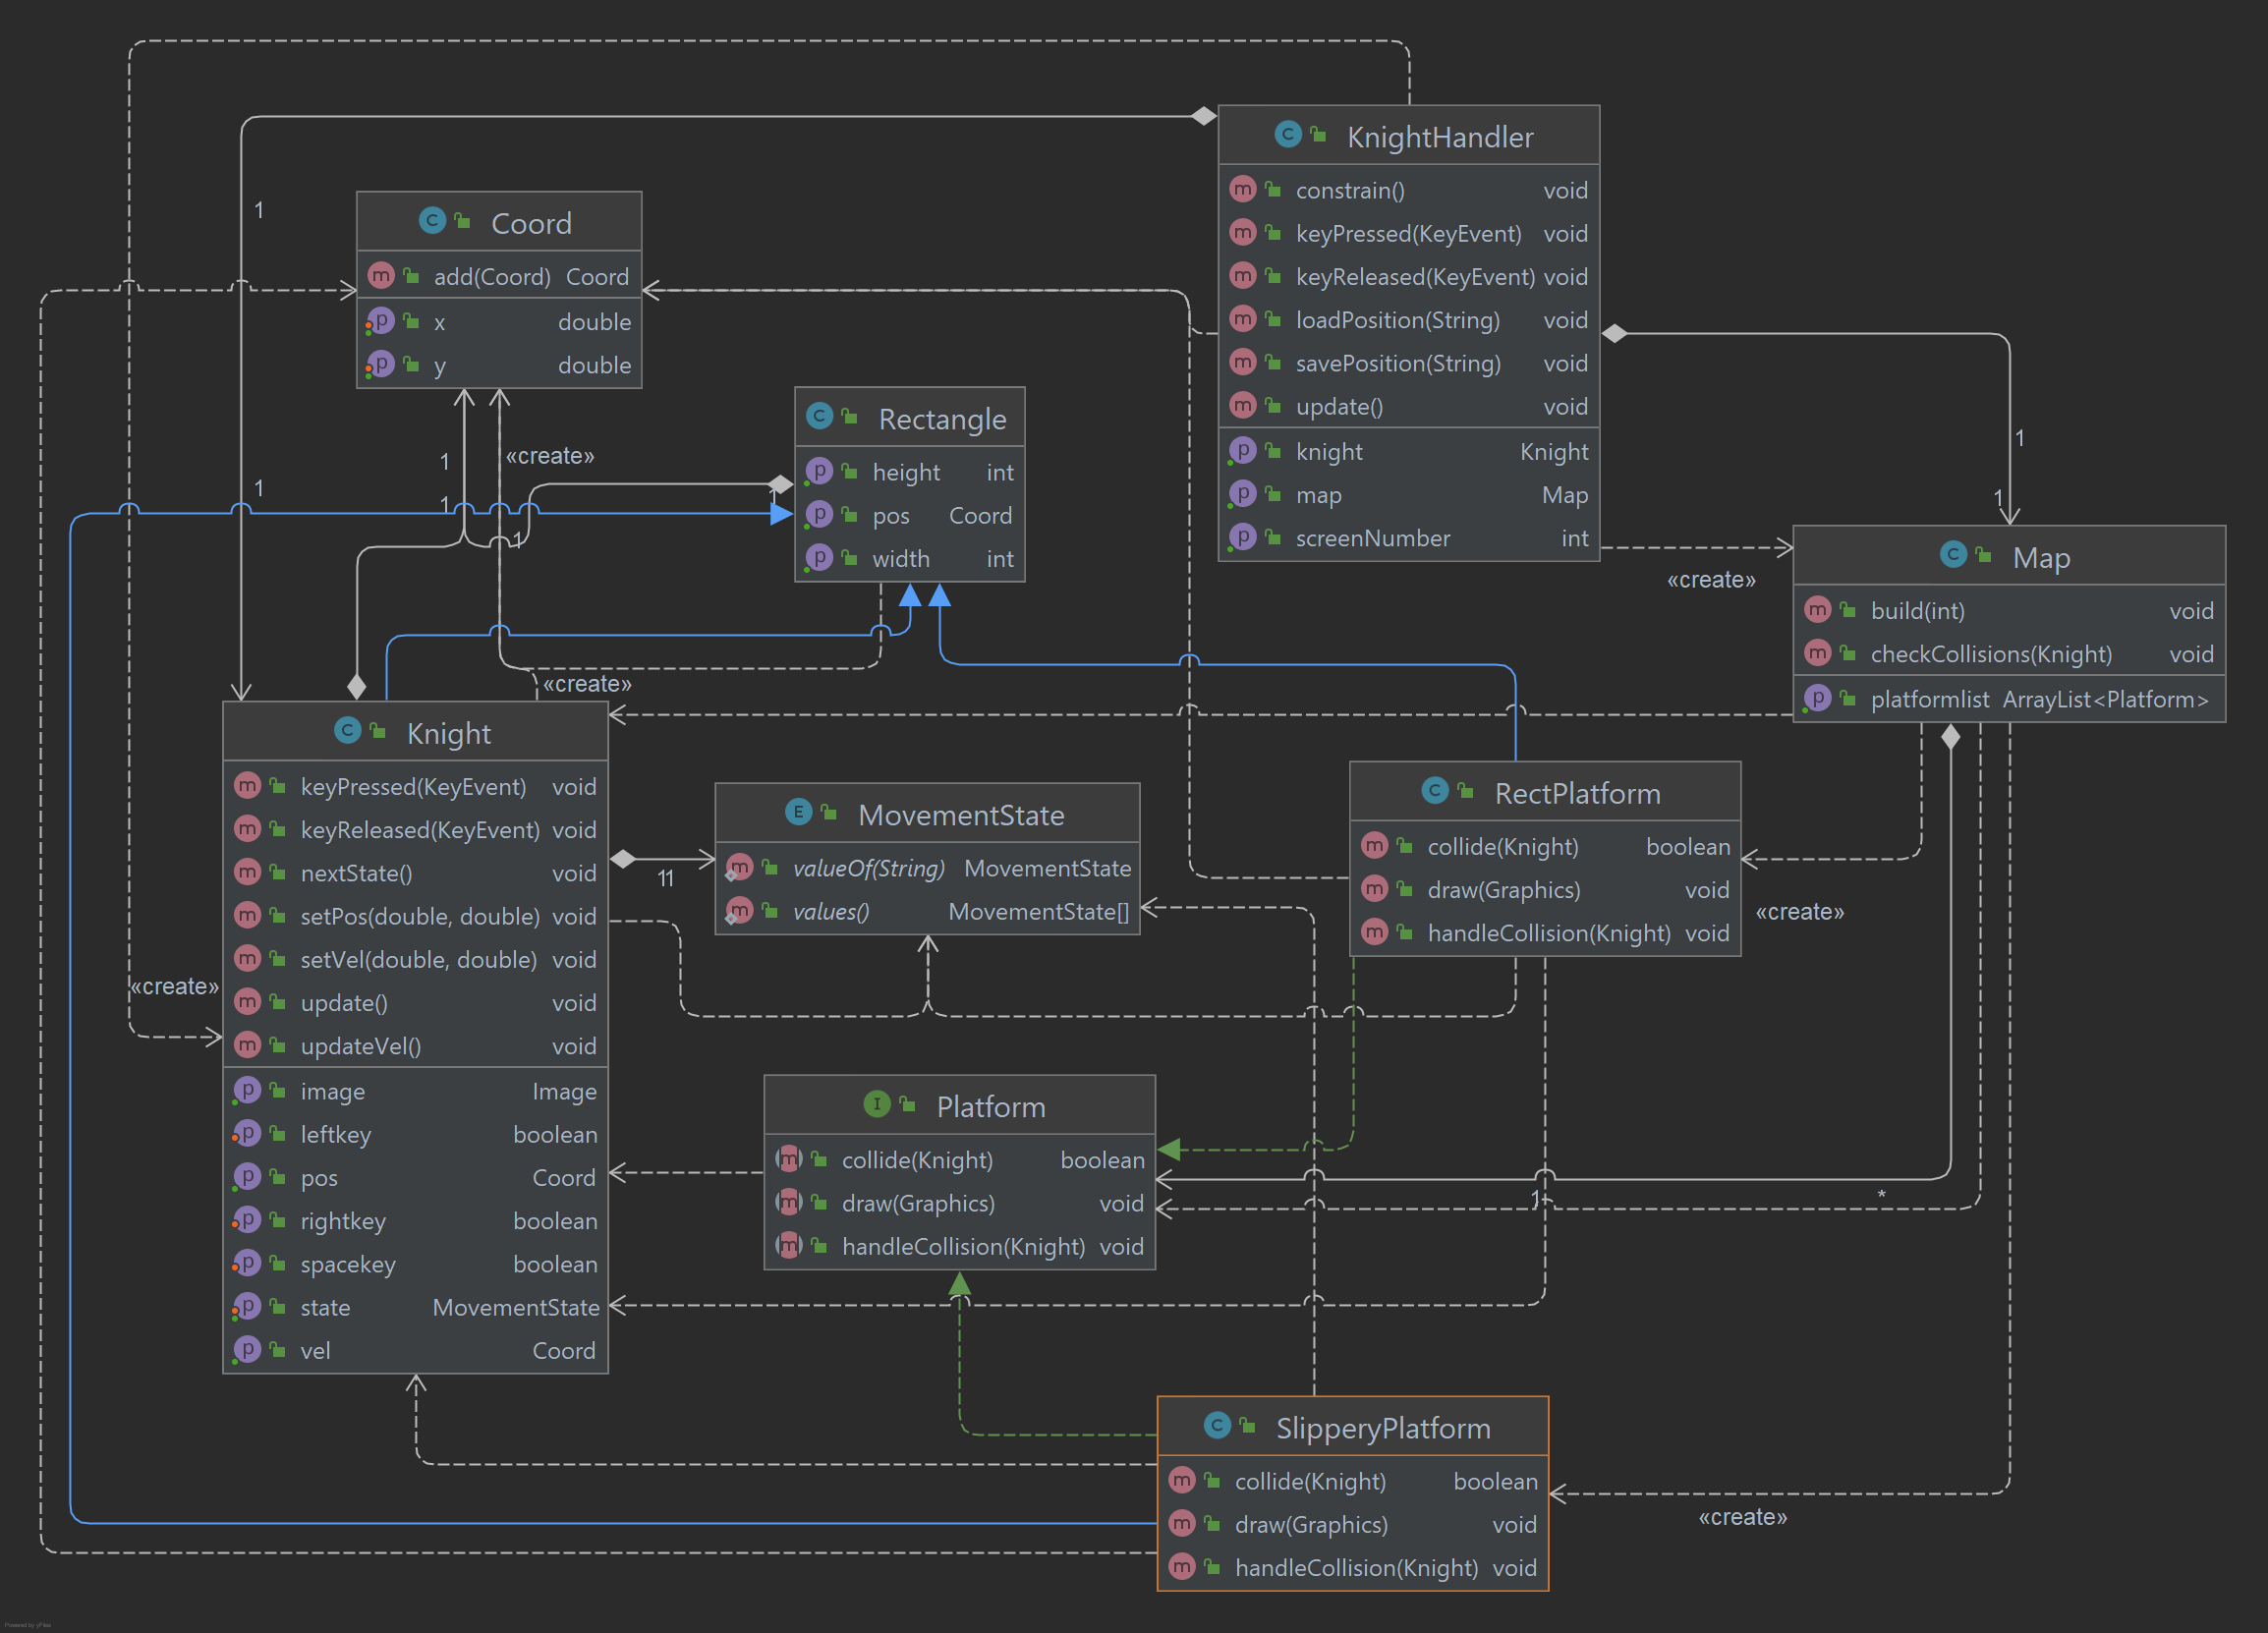 KnightHandler
constrain() void
keyPressed(KeyEvent) void
keyReleased(KeyEvent) void
loadPosition(String) void
savePosition(String) void
update() void
knight Knight
map Map
screenNumber int
1
Coord
add(Coord) Coord
x double
y double
1
«create»
1
1
1
1
Rectangle
height int
pos Coord
width int
1
1
1
«create»
Map
build(int) void
checkCollisions(Knight) void
platformlist ArrayList<Platform>
«create»
Knight
keyPressed(KeyEvent) void
keyReleased(KeyEvent) void
nextState() void
setPos(double, double) void
setVel(double, double) void
update() void
updateVel() void
image Image
leftkey boolean
pos Coord
rightkey boolean
spacekey boolean
state MovementState
vel Coord
«create»
11
MovementState
valueOf(String) MovementState
values() MovementState[]
RectPlatform
collide(Knight) boolean
draw(Graphics) void
handleCollision(Knight) void
«create»
Platform
collide(Knight) boolean
draw(Graphics) void
handleCollision(Knight) void
1
*
SlipperyPlatform
collide(Knight) boolean
draw(Graphics) void
handleCollision(Knight) void
«create»
Powered by yFiles